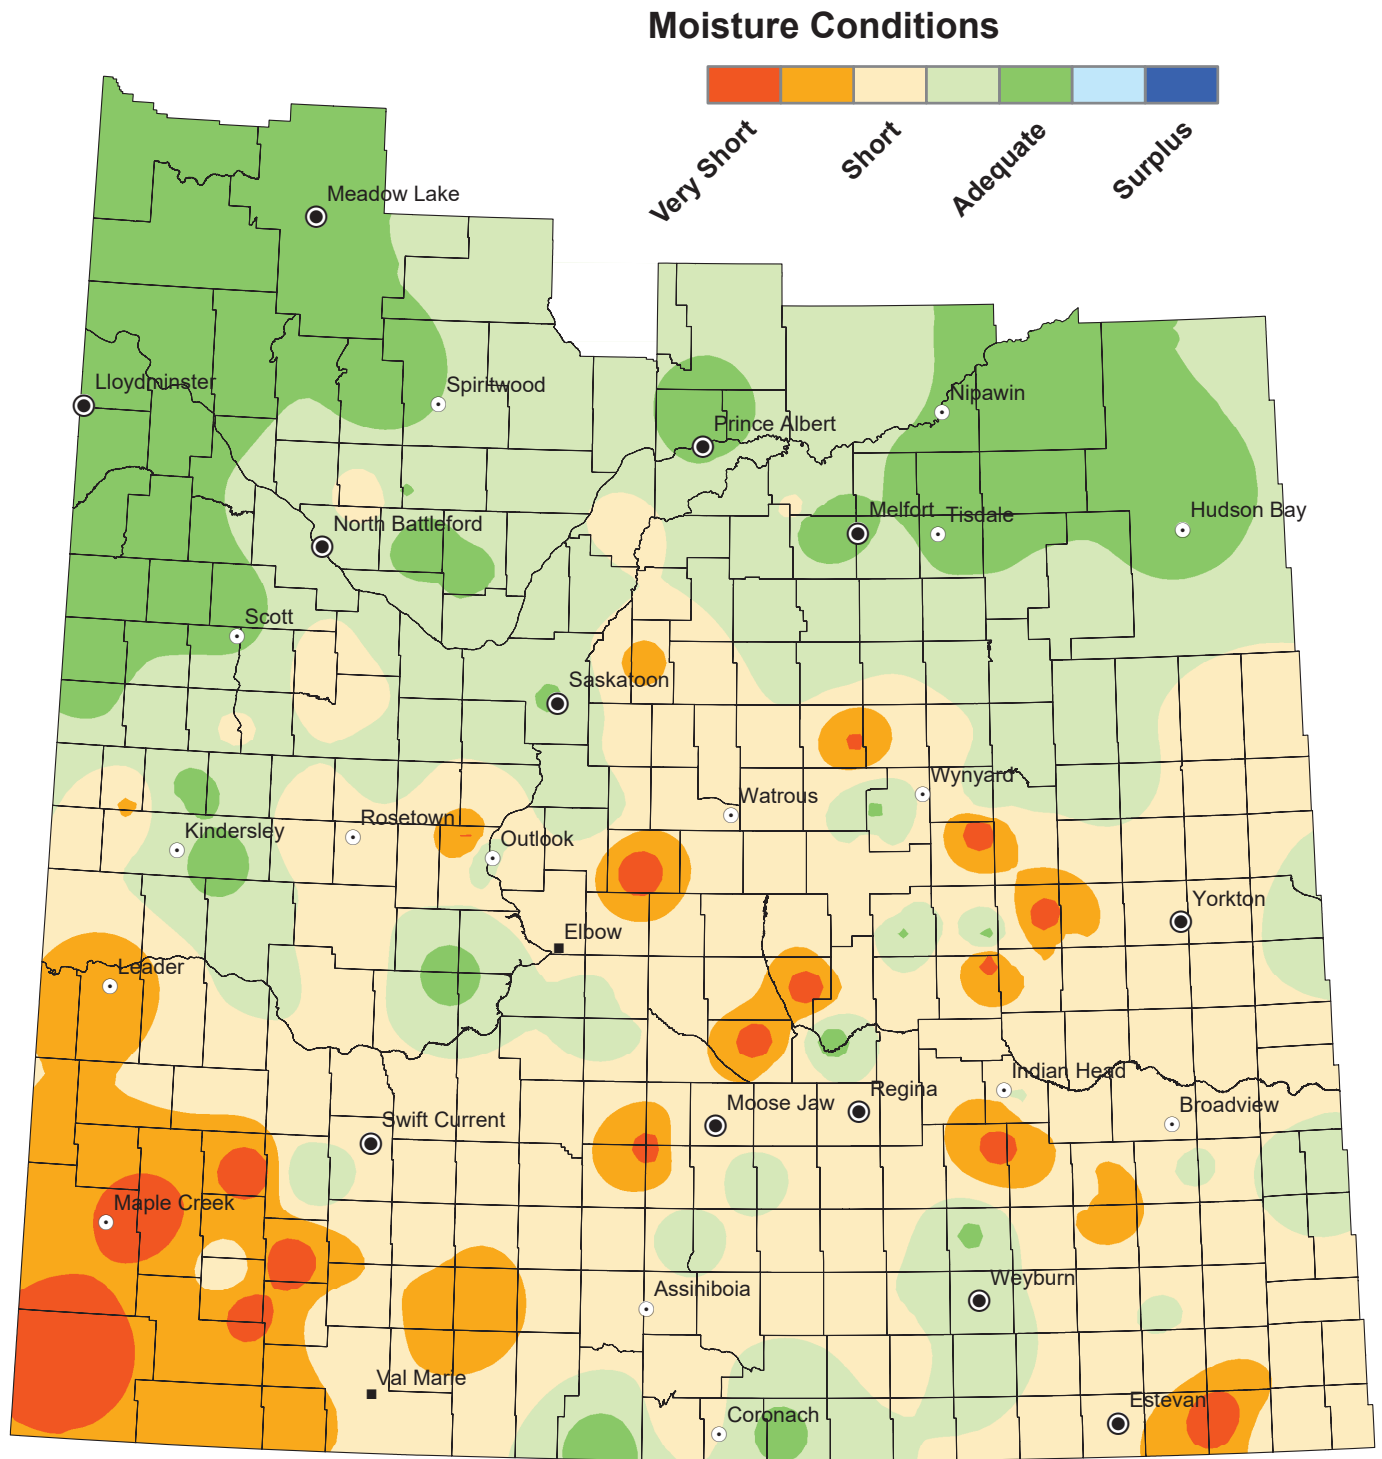 Moisture Conditions
Very Short
Short
Adequate
Surplus
Meadow Lake
Lloydminster
Spiritwood
Nipawin
Prince Albert
Melfort
Tisdale
Hudson Bay
North Battleford
Scott
Saskatoon
Wynyard
Watrous
Rosetown
Kindersley
Outlook
Yorkton
Elbow
Leader
Indian Head
Regina
Moose Jaw
Broadview
Swift Current
Maple Creek
Weyburn
Assiniboia
Val Marie
Estevan
Coronach